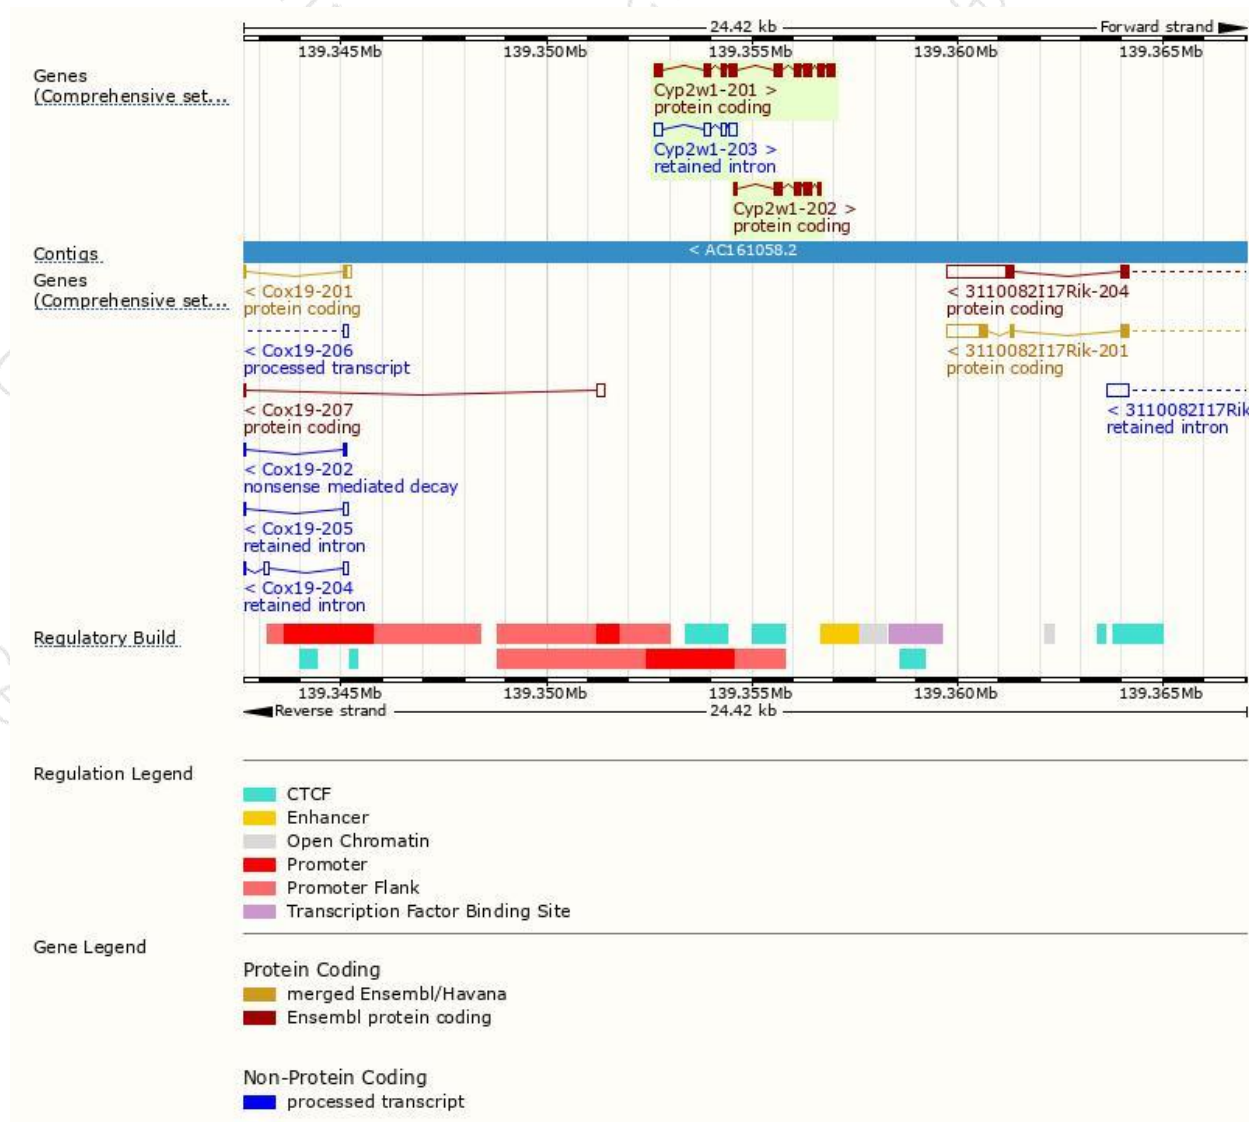 24.42 kb Forward strand
139.345Mb 139.350Mb 139.355Mb 139.360Mb 139.365Mb
Genes
(Comprehensive set...
Cyp2w1-201 >
protein coding
Cyp2w1-203 >
retained intron
Cyp2w1-202 >
protein coding
Contigs
< AC161058.2
Genes
(Comprehensive set...
< Cox19-201
protein coding
< 3110082I17Rik-204
protein coding
< Cox19-206
processed transcript
< 3110082I17Rik-201
protein coding
< Cox19-207
protein coding
< 3110082I17Rik
retained intron
< Cox19-202
nonsense mediated decay
< Cox19-205
retained intron
< Cox19-204
retained intron
Regulatory Build
139.345Mb 139.350Mb 139.355Mb 139.360Mb 139.365Mb
Reverse strand 24.42 kb
Regulation Legend
CTCF
Enhancer
Open Chromatin
Promoter
Promoter Flank
Transcription Factor Binding Site
Gene Legend
Protein Coding
merged Ensembl/Havana
Ensembl protein coding
Non-Protein Coding
processed transcript